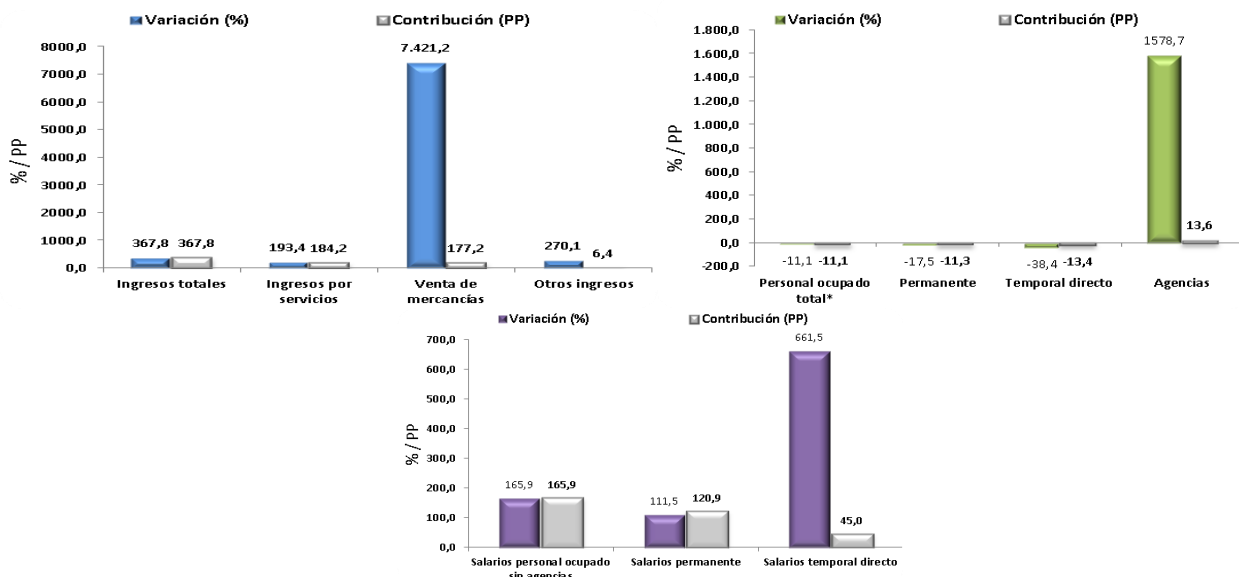 Variación (%) Contribución (PP)
8000,0
7000,0
6000,0
5000,0
4000,0
3000,0
2000,0
1000,0
0,0
% / PP
7.421,2
367,8 367,8
193,4 184,2
177,2
270,1
6,4
Ingresos totales
Ingresos por servicios
Venta de mercancías
Otros ingresos
Variación (%) Contribución (PP)
1.800,0
1.600,0
1.400,0
1.200,0
1.000,0
800,0
600,0
400,0
200,0
0,0
-200,0
% / PP
1578,7
13,6
-11,1 -11,1
-17,5 -11,3
-38,4 -13,4
Personal ocupado total*
Permanente
Temporal directo
Agencias
Variación (%) Contribución (PP)
700,0
600,0
500,0
400,0
300,0
200,0
100,0
0,0
% / PP
661,5
165,9 165,9
111,5 120,9
45,0
Salarios personal ocupado sin agencias
Salarios permanente
Salarios temporal directo